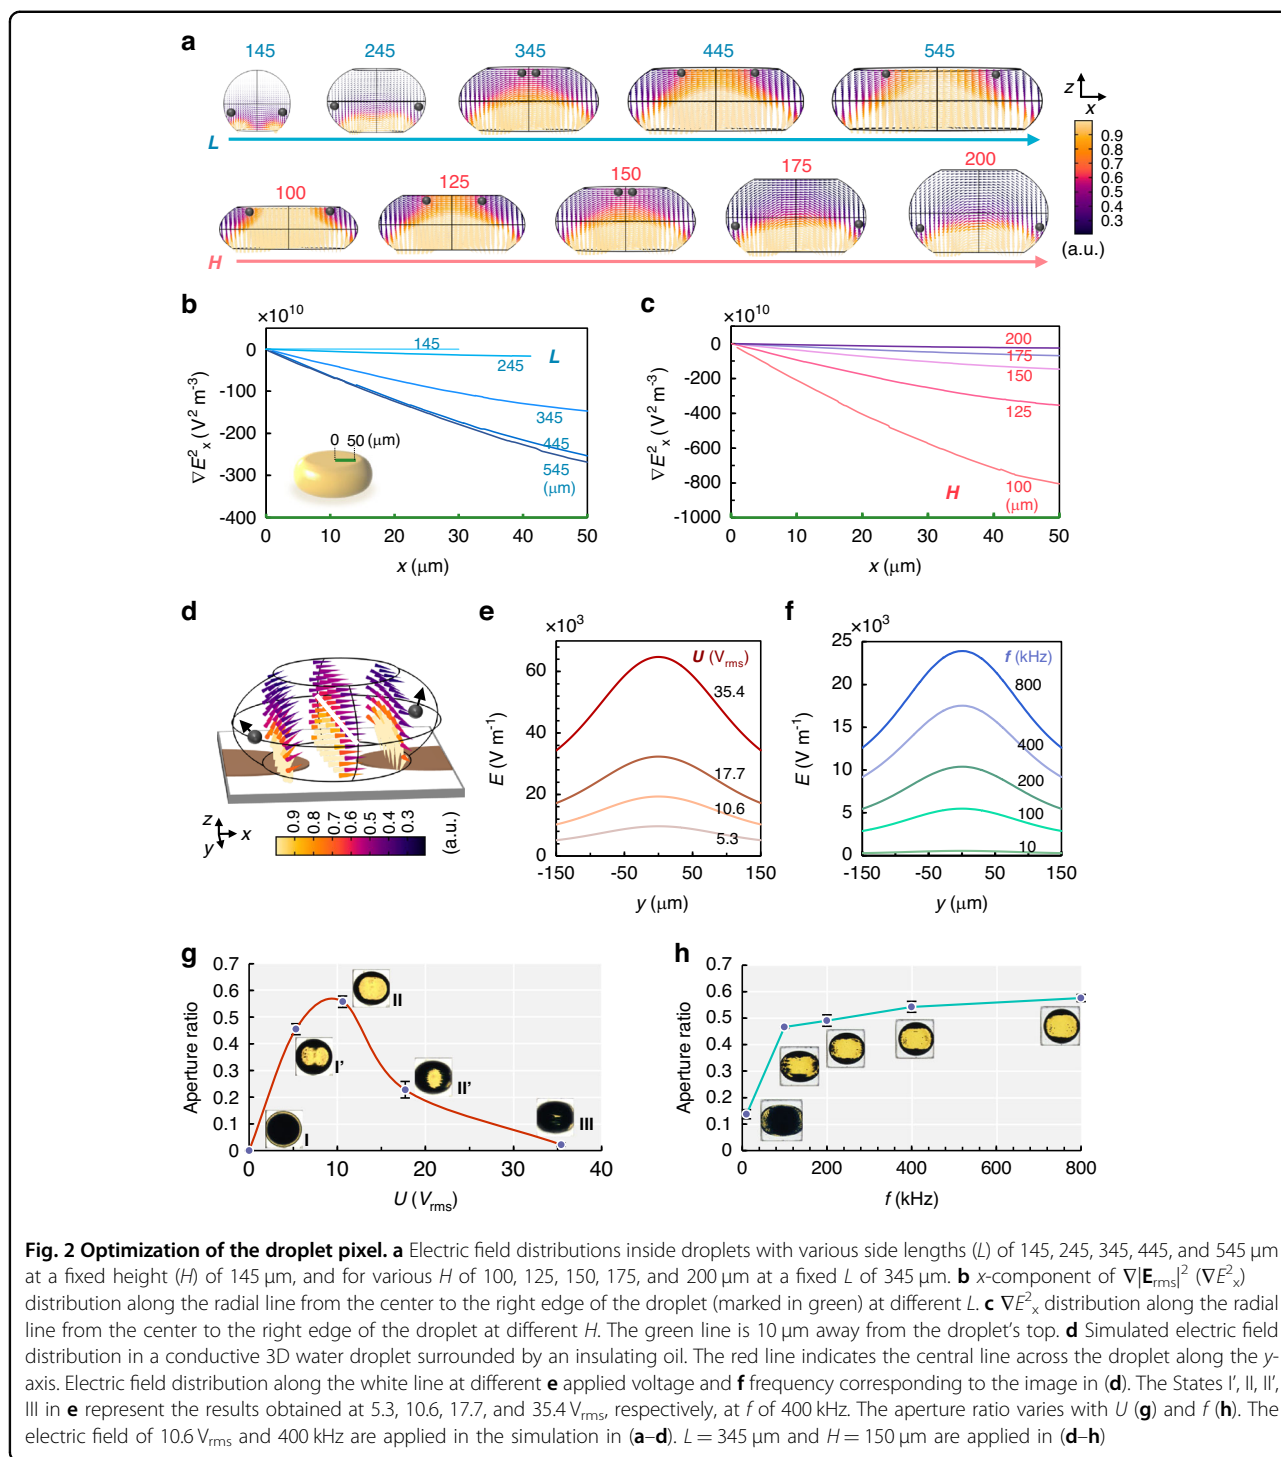 a
145 245 345 445 545
L
z
x
0.9
0.8
0.7
0.6
0.5
0.4
0.3
(a.u.)
100 125 150 175 200
H
b
×10¹⁰
0
-100
-200
-300
-400
∇E²ₓ (V² m⁻³)
145
245
L
345
445
545
(μm)
0 50 (μm)
0 10 20 30 40 50
x (μm)
c
×10¹⁰
0
-200
-400
-600
-800
-1000
∇E²ₓ (V² m⁻³)
200
175
150
125
100
(μm)
H
0 10 20 30 40 50
x (μm)
d
z
x
y
0.9 0.8 0.7 0.6 0.5 0.4 0.3
(a.u.)
e
×10³
60
40
20
0
E (V m⁻¹)
U (Vrms)
35.4
17.7
10.6
5.3
-150 -50 50 150
y (μm)
f
×10³
25
20
15
10
5
0
E (V m⁻¹)
f (kHz)
800
400
200
100
10
-150 -50 50 150
y (μm)
g
0.7
0.6
0.5
0.4
0.3
0.2
0.1
0
Aperture ratio
I
I'
II
II'
III
0 10 20 30 40
U (Vrms)
h
0.7
0.6
0.5
0.4
0.3
0.2
0.1
0
Aperture ratio
0 200 400 600 800
f (kHz)
Fig. 2 Optimization of the droplet pixel. a Electric field distributions inside droplets with various side lengths (L) of 145, 245, 345, 445, and 545 μm
at a fixed height (H) of 145 μm, and for various H of 100, 125, 150, 175, and 200 μm at a fixed L of 345 μm. b x-component of ∇|Erms|² (∇E²ₓ)
distribution along the radial line from the center to the right edge of the droplet (marked in green) at different L. c ∇E²ₓ distribution along the radial
line from the center to the right edge of the droplet at different H. The green line is 10 μm away from the droplet's top. d Simulated electric field
distribution in a conductive 3D water droplet surrounded by an insulating oil. The red line indicates the central line across the droplet along the y-
axis. Electric field distribution along the white line at different e applied voltage and f frequency corresponding to the image in (d). The States I', II, II',
III in e represent the results obtained at 5.3, 10.6, 17.7, and 35.4 Vrms, respectively, at f of 400 kHz. The aperture ratio varies with U (g) and f (h). The
electric field of 10.6 Vrms and 400 kHz are applied in the simulation in (a–d). L = 345 μm and H = 150 μm are applied in (d–h)